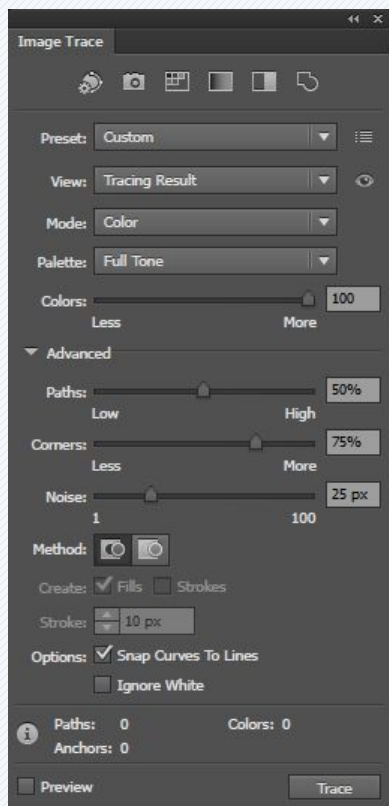 Image Trace
Preset: Custom
View: Tracing Result
Mode: Color
Palette: Full Tone
Colors: 100
Less More
Advanced
Paths: 50%
Low High
Corners: 75%
Less More
Noise: 25 px
1 100
Method:
Create: Fills Strokes
Stroke: 10 px
Options: Snap Curves To Lines
Ignore White
Paths: 0 Colors: 0
Anchors: 0
Preview Trace